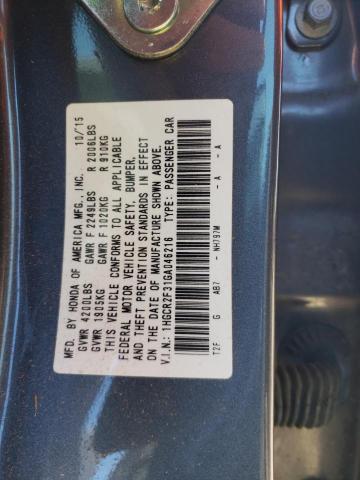 MFD. BY HONDA OF AMERICA MFG., INC. 10/15
GVWR 4200LBS GAWR F 2249LBS R 2006LBS
GVWR 1905KG GAWR F 1020KG R 910KG
THIS VEHICLE CONFORMS TO ALL APPLICABLE
FEDERAL MOTOR VEHICLE SAFETY, BUMPER,
AND THEFT PREVENTION STANDARDS IN EFFECT
ON THE DATE OF MANUFACTURE SHOWN ABOVE.
V.I.N.: 1HGCR2F31GA046216 TYPE: PASSENGER CAR
T2F G AB7 - NH797M - A - A